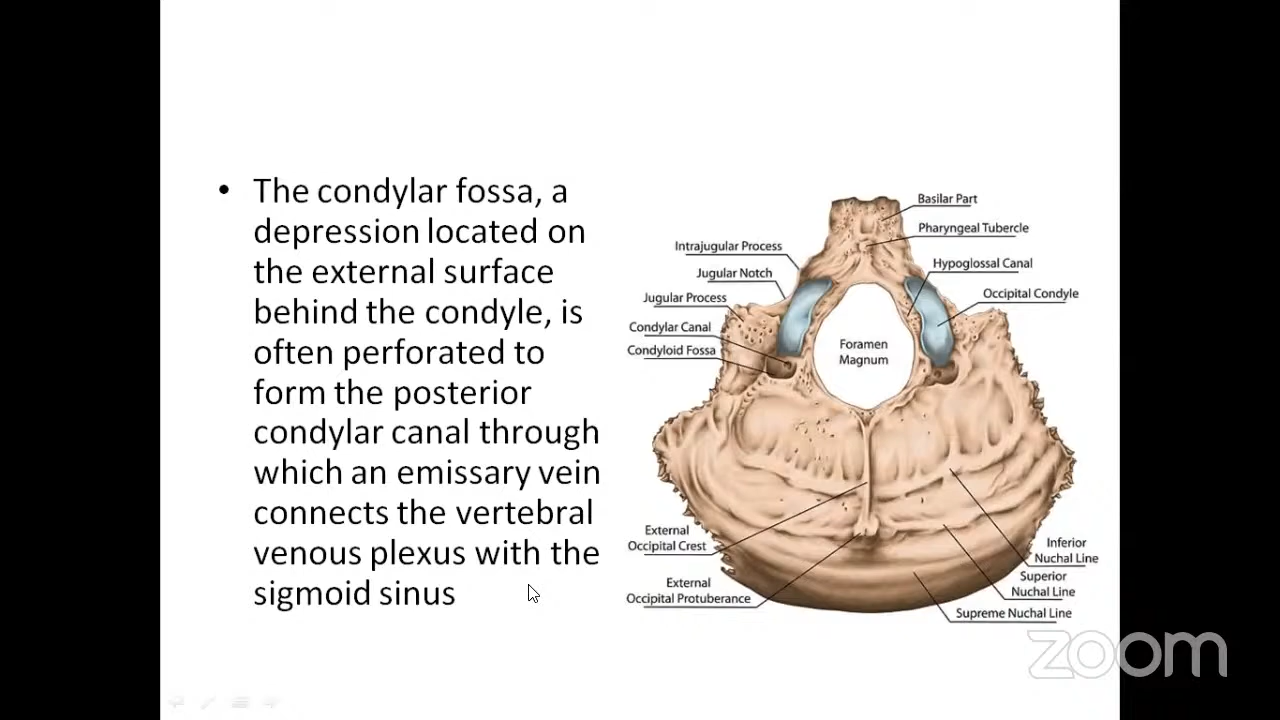 • The condylar fossa, a
depression located on
the external surface
behind the condyle, is
often perforated to
form the posterior
condylar canal through
which an emissary vein
connects the vertebral
venous plexus with the
sigmoid sinus
Basilar Part
Pharyngeal Tubercle
Intrajugular Process
Hypoglossal Canal
Jugular Notch
Occipital Condyle
Jugular Process
Condylar Canal
Condyloid Fossa
Foramen
Magnum
External
Occipital Crest
Inferior
Nuchal Line
External
Occipital Protuberance
Superior
Nuchal Line
Supreme Nuchal Line
zoom